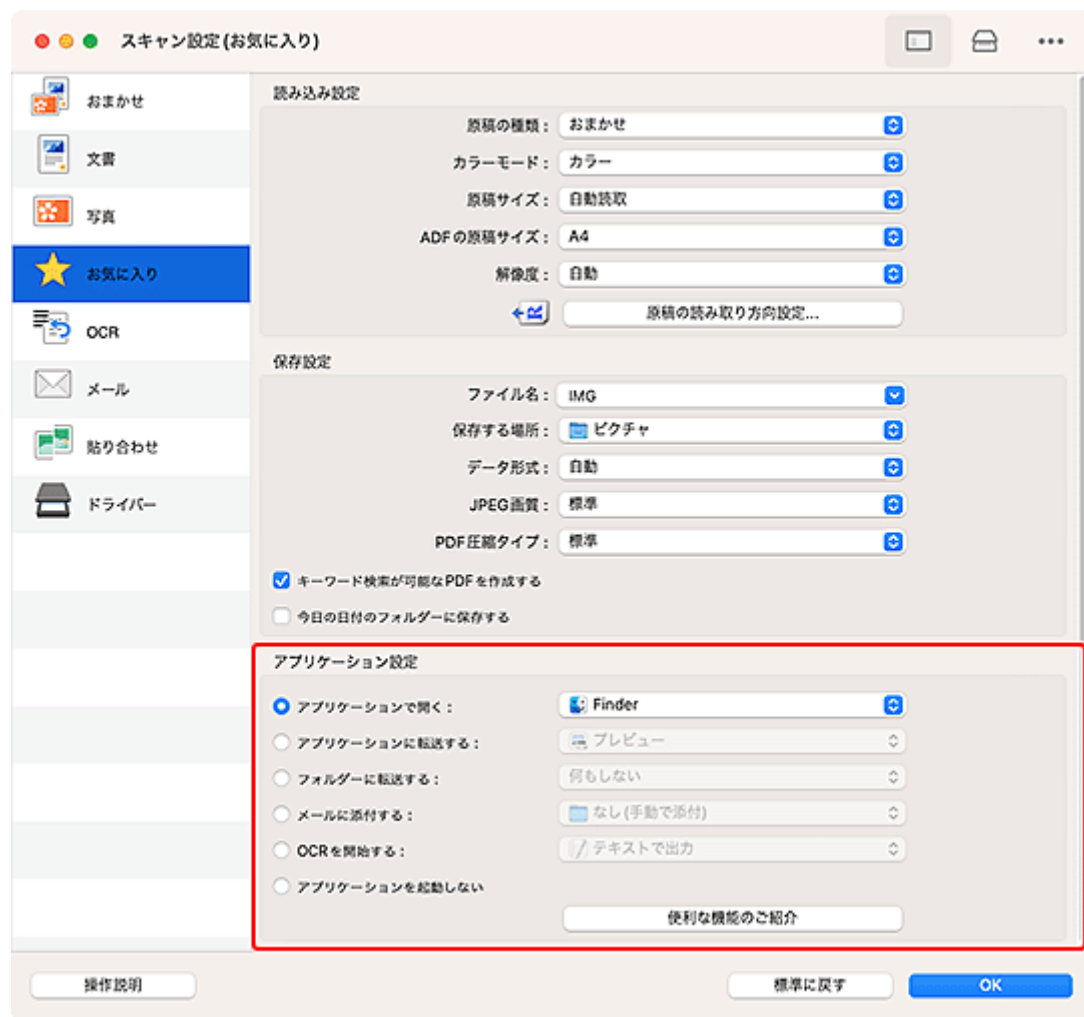 スキャン設定(お気に入り)
おまかせ
文書
写真
お気に入り
OCR
メール
貼り合わせ
ドライバー
読み込み設定
原稿の種類： おまかせ
カラーモード： カラー
原稿サイズ： 自動読取
ADFの原稿サイズ： A4
解像度： 自動
原稿の読み取り方向設定...
保存設定
ファイル名： IMG
保存する場所： ピクチャ
データ形式： 自動
JPEG画質： 標準
PDF圧縮タイプ： 標準
キーワード検索が可能なPDFを作成する
今日の日付のフォルダーに保存する
アプリケーション設定
アプリケーションで開く： Finder
アプリケーションに転送する： プレビュー
フォルダーに転送する： 何もしない
メールに添付する： なし(手動で添付)
OCRを開始する： テキストで出力
アプリケーションを起動しない
便利な機能のご紹介
操作説明
標準に戻す
OK